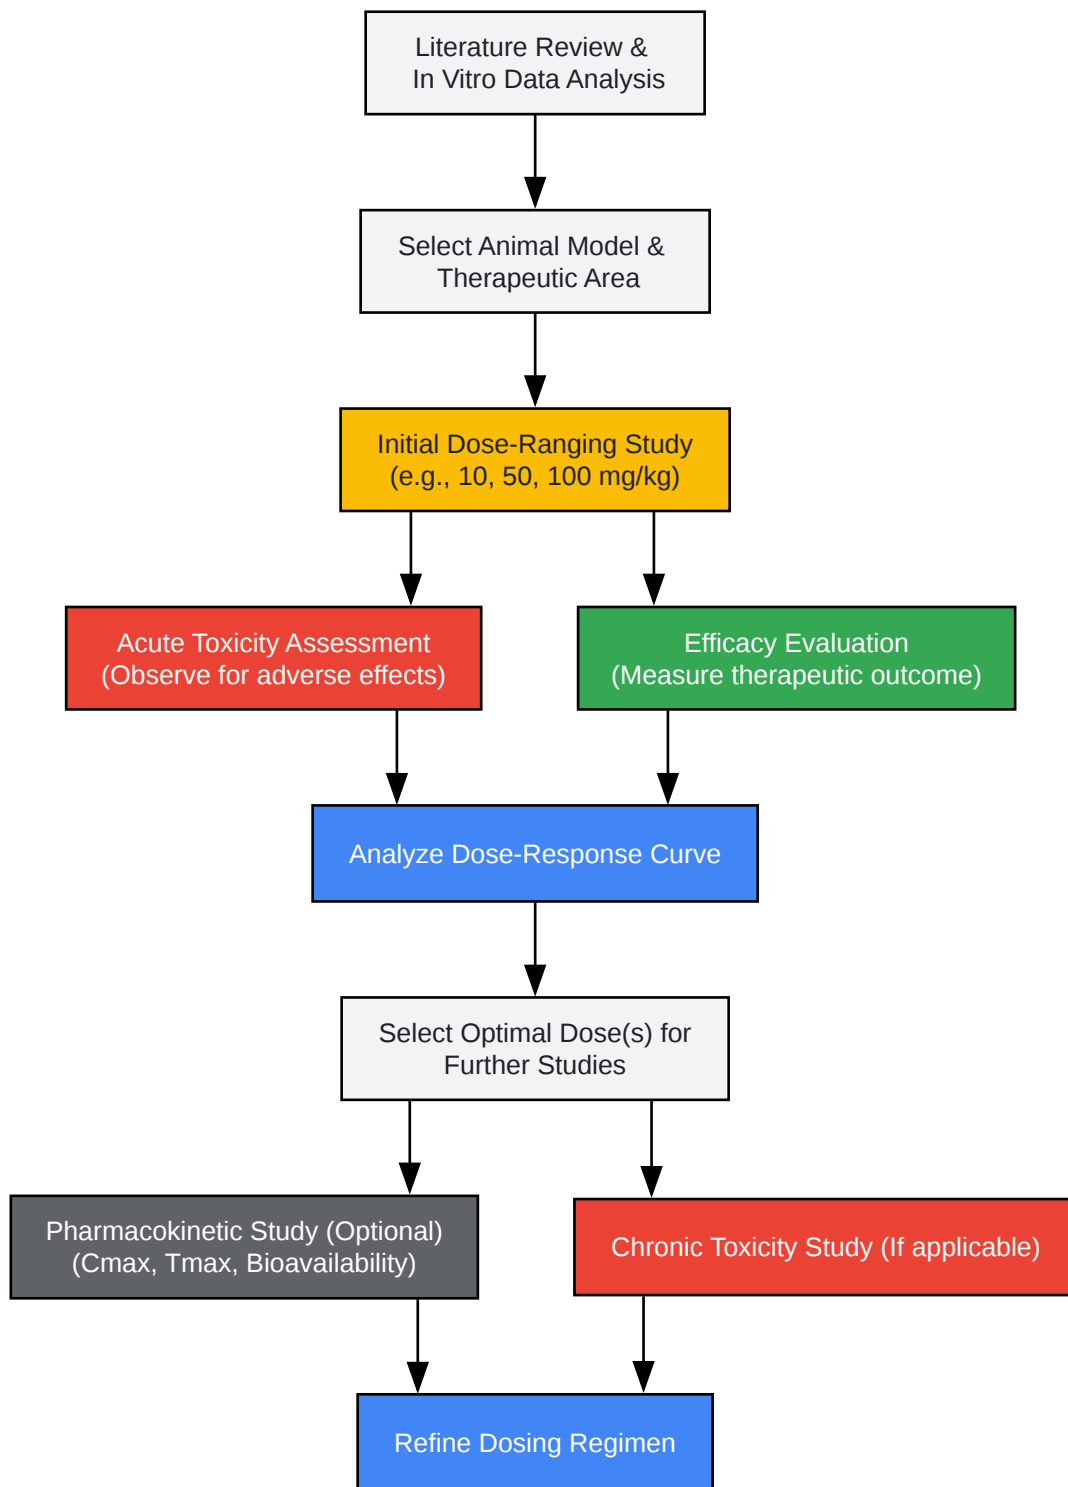 Literature Review &
In Vitro Data Analysis
Select Animal Model &
Therapeutic Area
Initial Dose-Ranging Study
(e.g., 10, 50, 100 mg/kg)
Acute Toxicity Assessment
(Observe for adverse effects)
Efficacy Evaluation
(Measure therapeutic outcome)
Analyze Dose-Response Curve
Select Optimal Dose(s) for
Further Studies
Pharmacokinetic Study (Optional)
(Cmax, Tmax, Bioavailability)
Chronic Toxicity Study (If applicable)
Refine Dosing Regimen